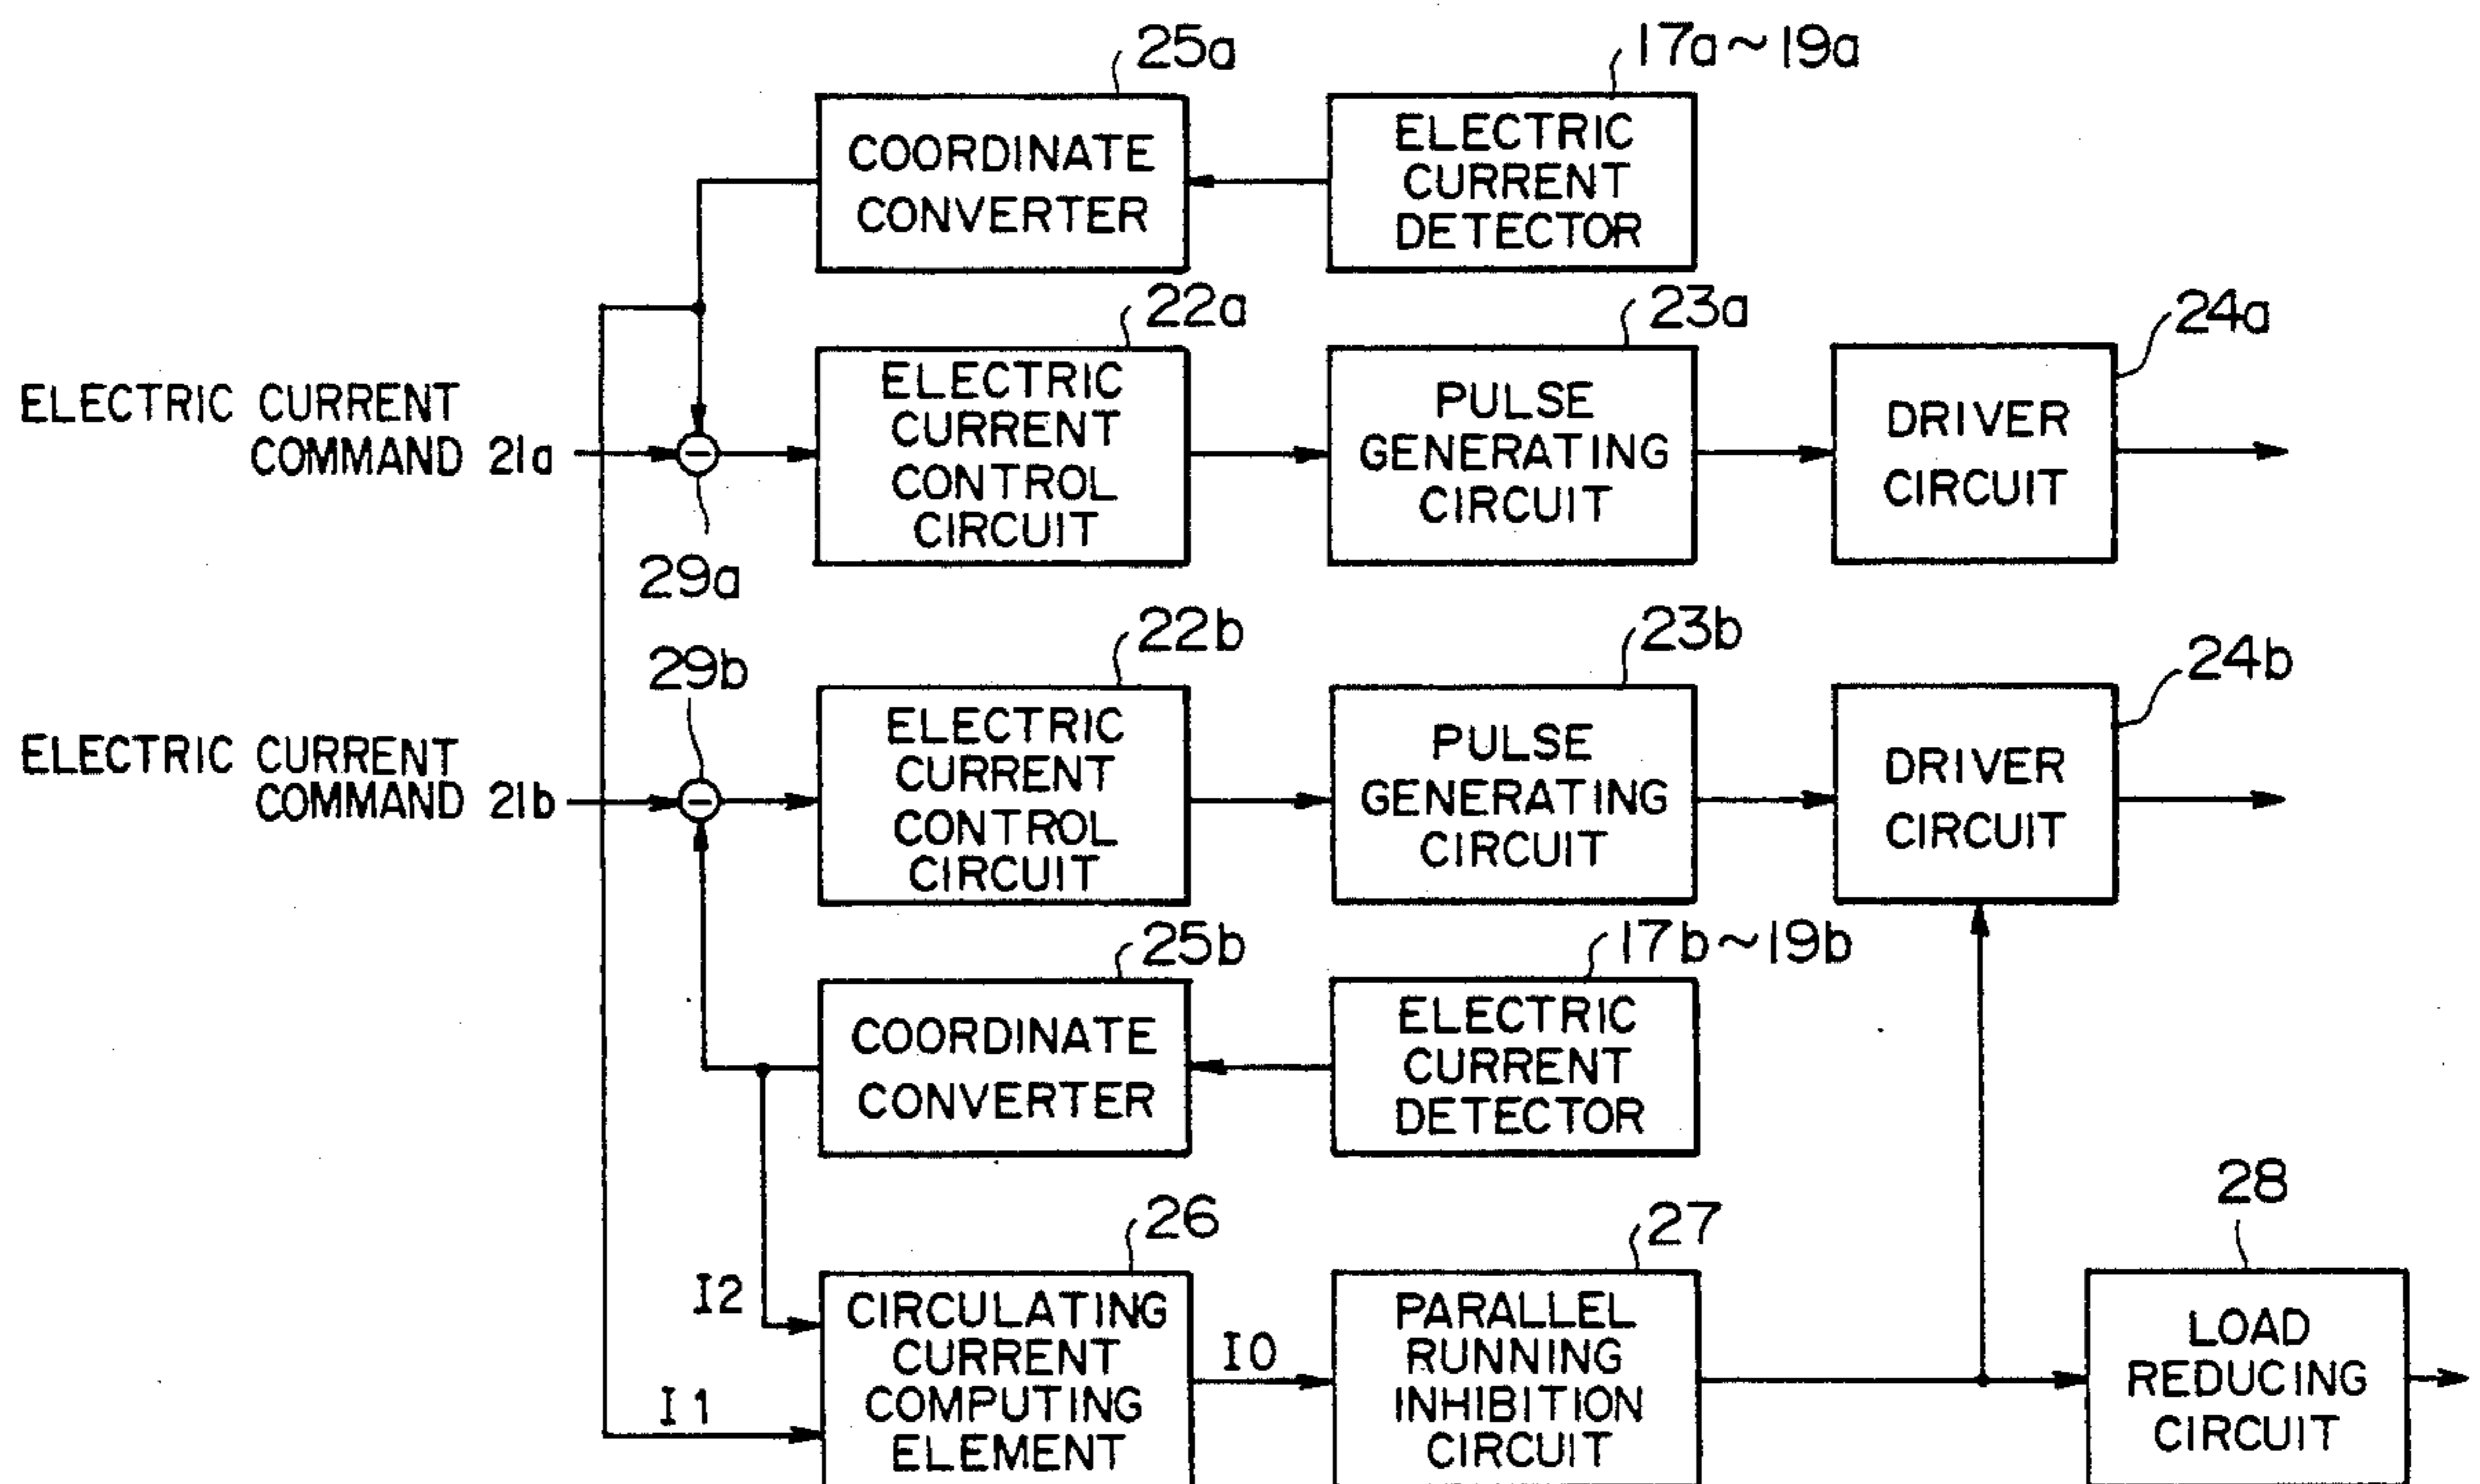 25a
17a~19a
COORDINATE
CONVERTER
ELECTRIC
CURRENT
DETECTOR
22a
23a
24a
ELECTRIC CURRENT
COMMAND 21a
−
29a
ELECTRIC
CURRENT
CONTROL
CIRCUIT
PULSE
GENERATING
CIRCUIT
DRIVER
CIRCUIT
22b
23b
24b
29b
ELECTRIC CURRENT
COMMAND 21b
−
ELECTRIC
CURRENT
CONTROL
CIRCUIT
PULSE
GENERATING
CIRCUIT
DRIVER
CIRCUIT
25b
17b~19b
COORDINATE
CONVERTER
ELECTRIC
CURRENT
DETECTOR
26
27
28
I2
I1
CIRCULATING
CURRENT
COMPUTING
ELEMENT
I0
PARALLEL
RUNNING
INHIBITION
CIRCUIT
LOAD
REDUCING
CIRCUIT